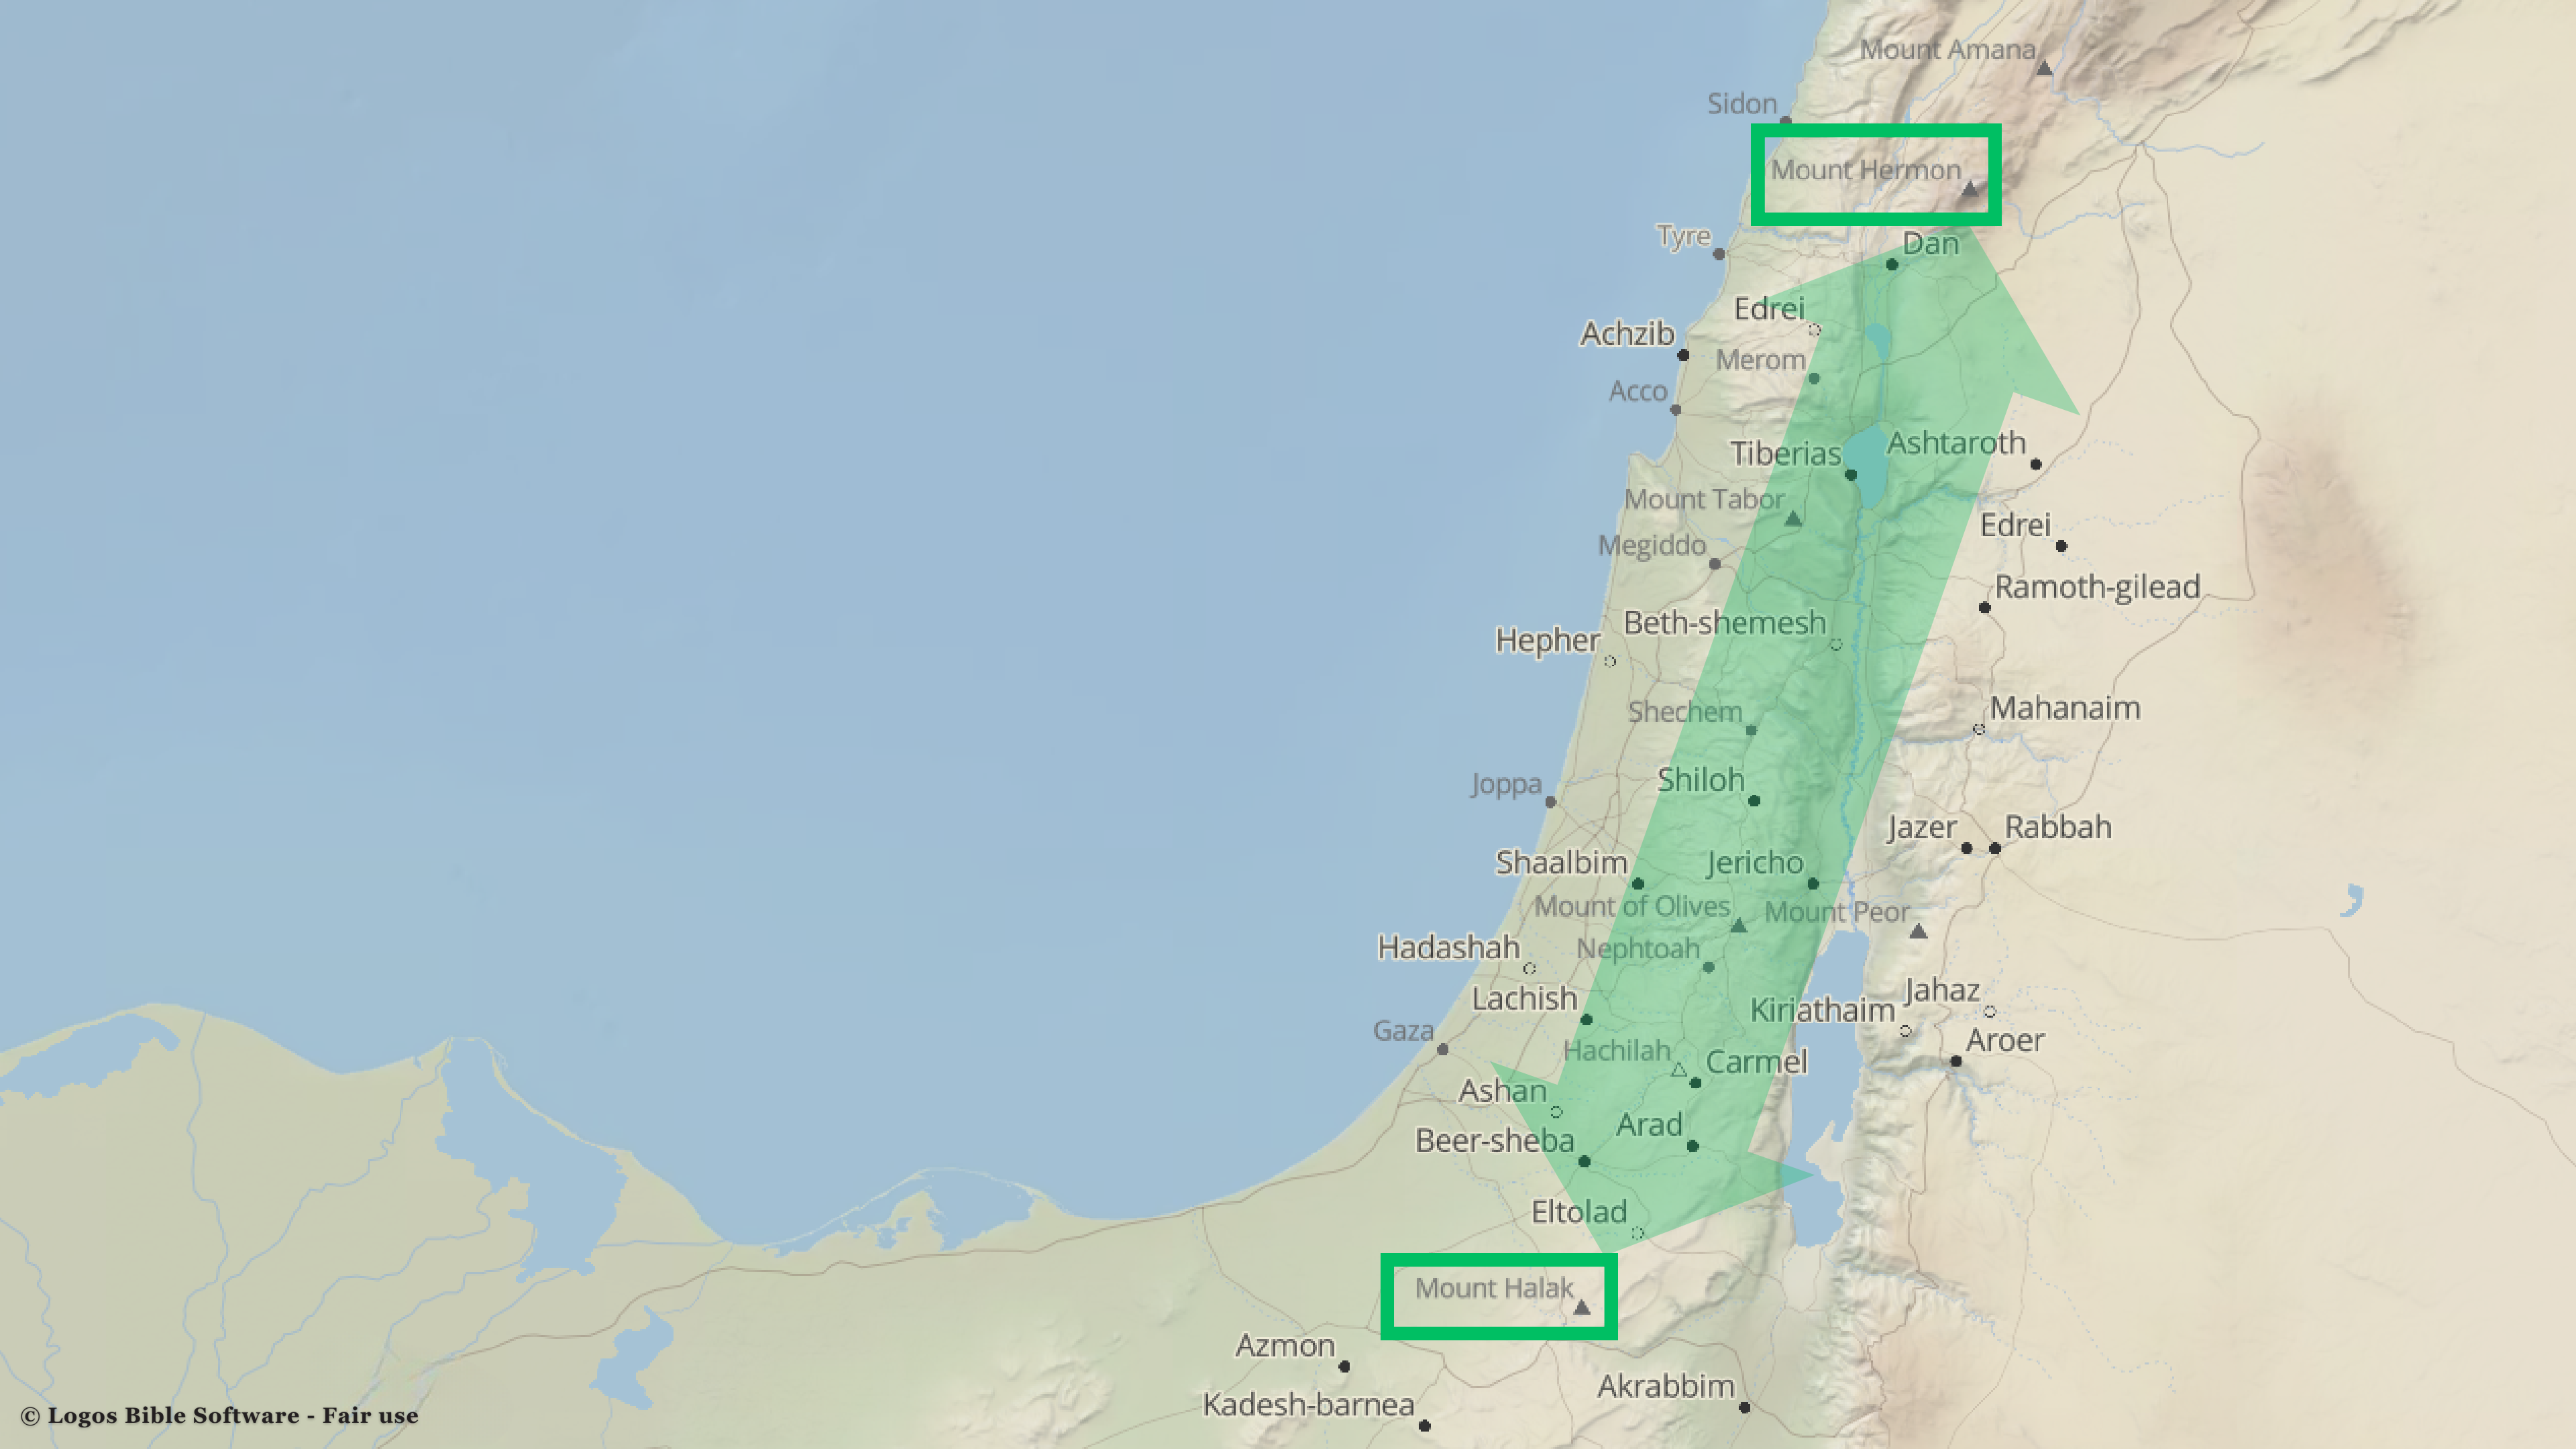 Mount Amana
Sidon
Mount Hermon
Tyre
Dan
Edrei
Achzib
Merom
Acco
Ashtaroth
Tiberias
Mount Tabor
Edrei
Megiddo
Ramoth-gilead
Beth-shemesh
Hepher
Mahanaim
Shechem
Shiloh
Joppa
Jazer
Rabbah
Shaalbim
Jericho
Mount of Olives
Mount Peor
Hadashah
Nephtoah
Jahaz
Lachish
Kiriathaim
Gaza
Aroer
Hachilah
Carmel
Ashan
Arad
Beer-sheba
Eltolad
Mount Halak
Azmon
Akrabbim
Kadesh-barnea
© Logos Bible Software - Fair use